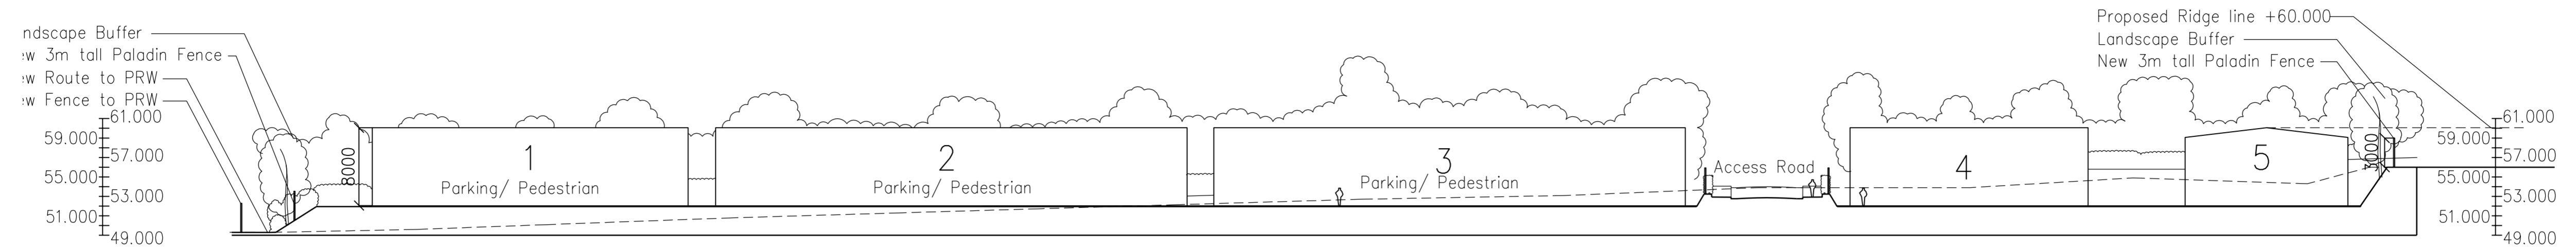 ndscape Buffer
ew 3m tall Paladin Fence
ew Route to PRW
ew Fence to PRW
61.000
59.000
57.000
55.000
53.000
51.000
49.000
8000
1
Parking/ Pedestrian
2
Parking/ Pedestrian
3
Parking/ Pedestrian
Access Road
4
5
Proposed Ridge line +60.000
Landscape Buffer
New 3m tall Paladin Fence
3000
61.000
59.000
57.000
55.000
53.000
51.000
49.000